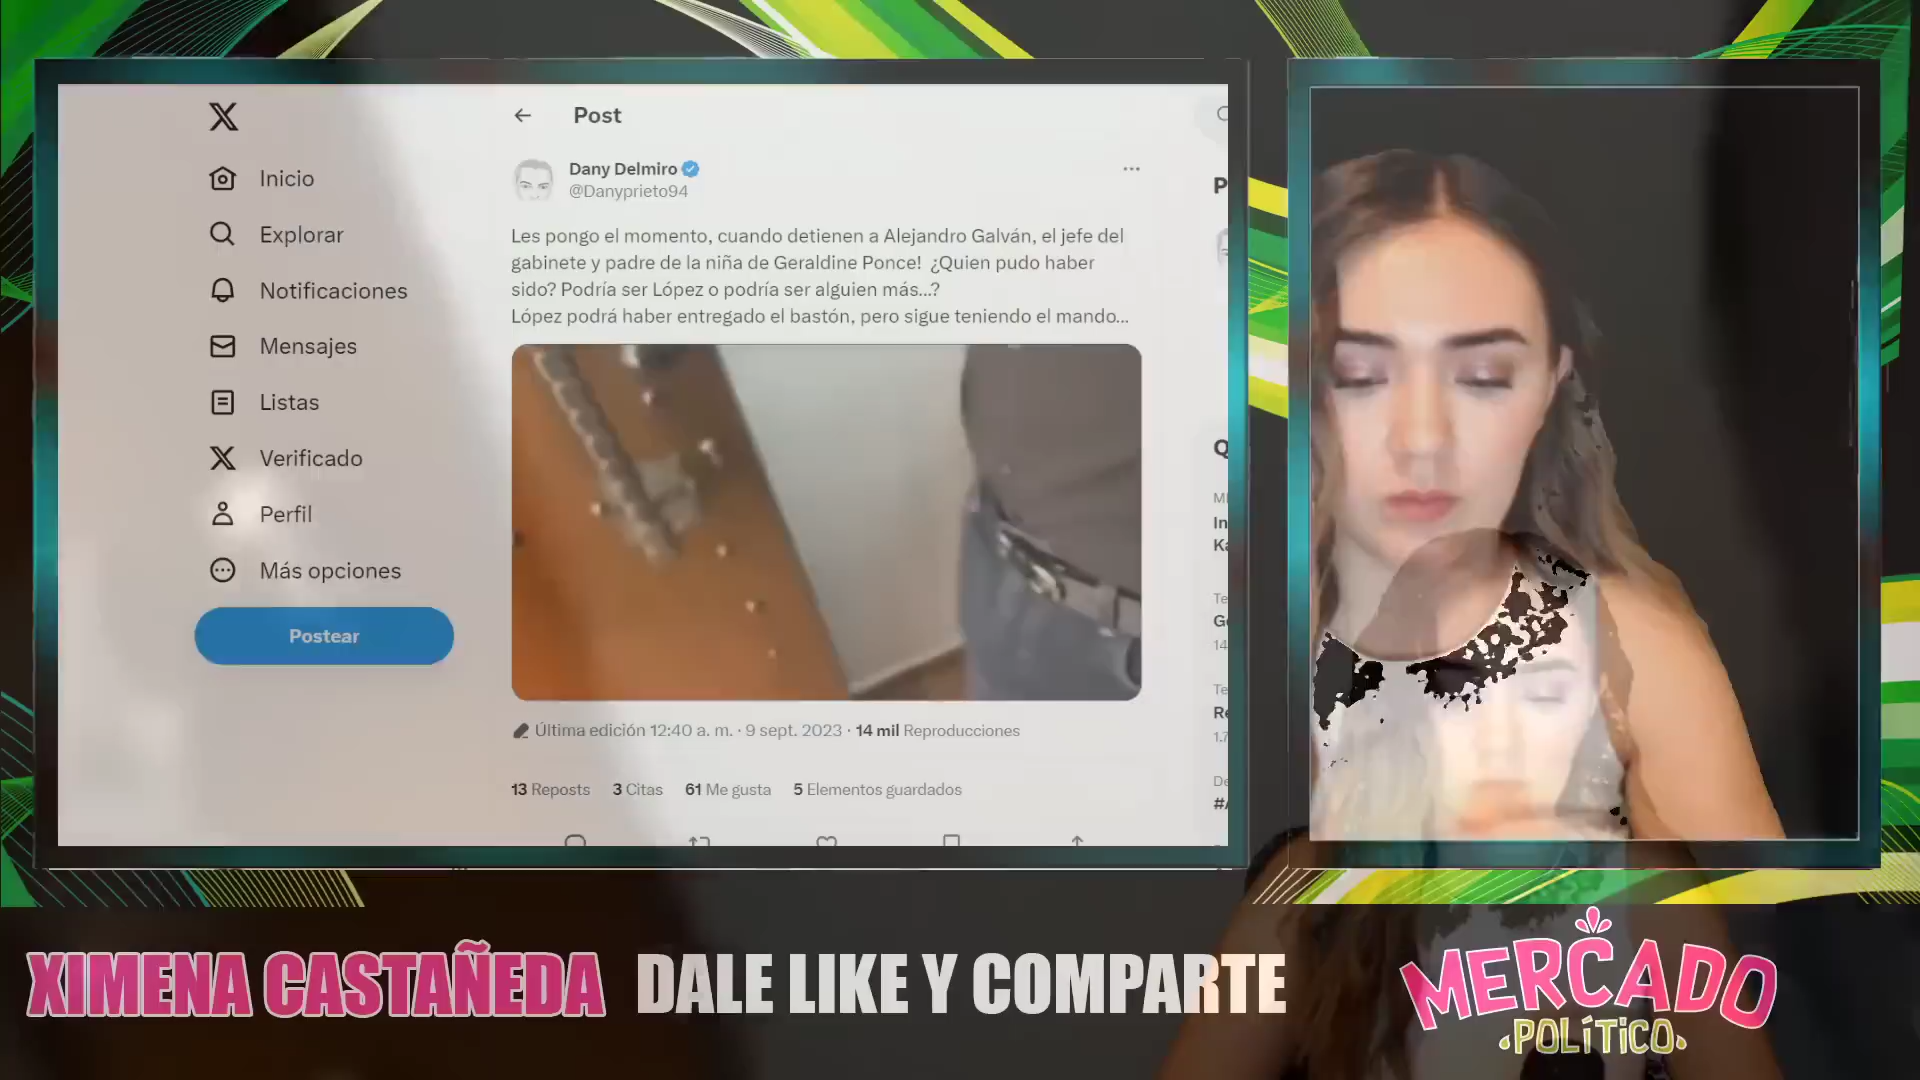 X
Inicio
Explorar
Notificaciones
Mensajes
Listas
Verificado
Perfil
Más opciones
Postear
Post
Dany Delmiro
@Danyprieto94
Les pongo el momento, cuando detienen a Alejandro Galván, el jefe del
gabinete y padre de la niña de Geraldine Ponce! ¿Quien pudo haber
sido? Podría ser López o podría ser alguien más...?
López podrá haber entregado el bastón, pero sigue teniendo el mando...
Última edición 12:40 a. m. · 9 sept. 2023 · 14 mil Reproducciones
13 Reposts 3 Citas 61 Me gusta 5 Elementos guardados
XIMENA CASTAÑEDA
DALE LIKE Y COMPARTE
MERCADO
POLÍTICO